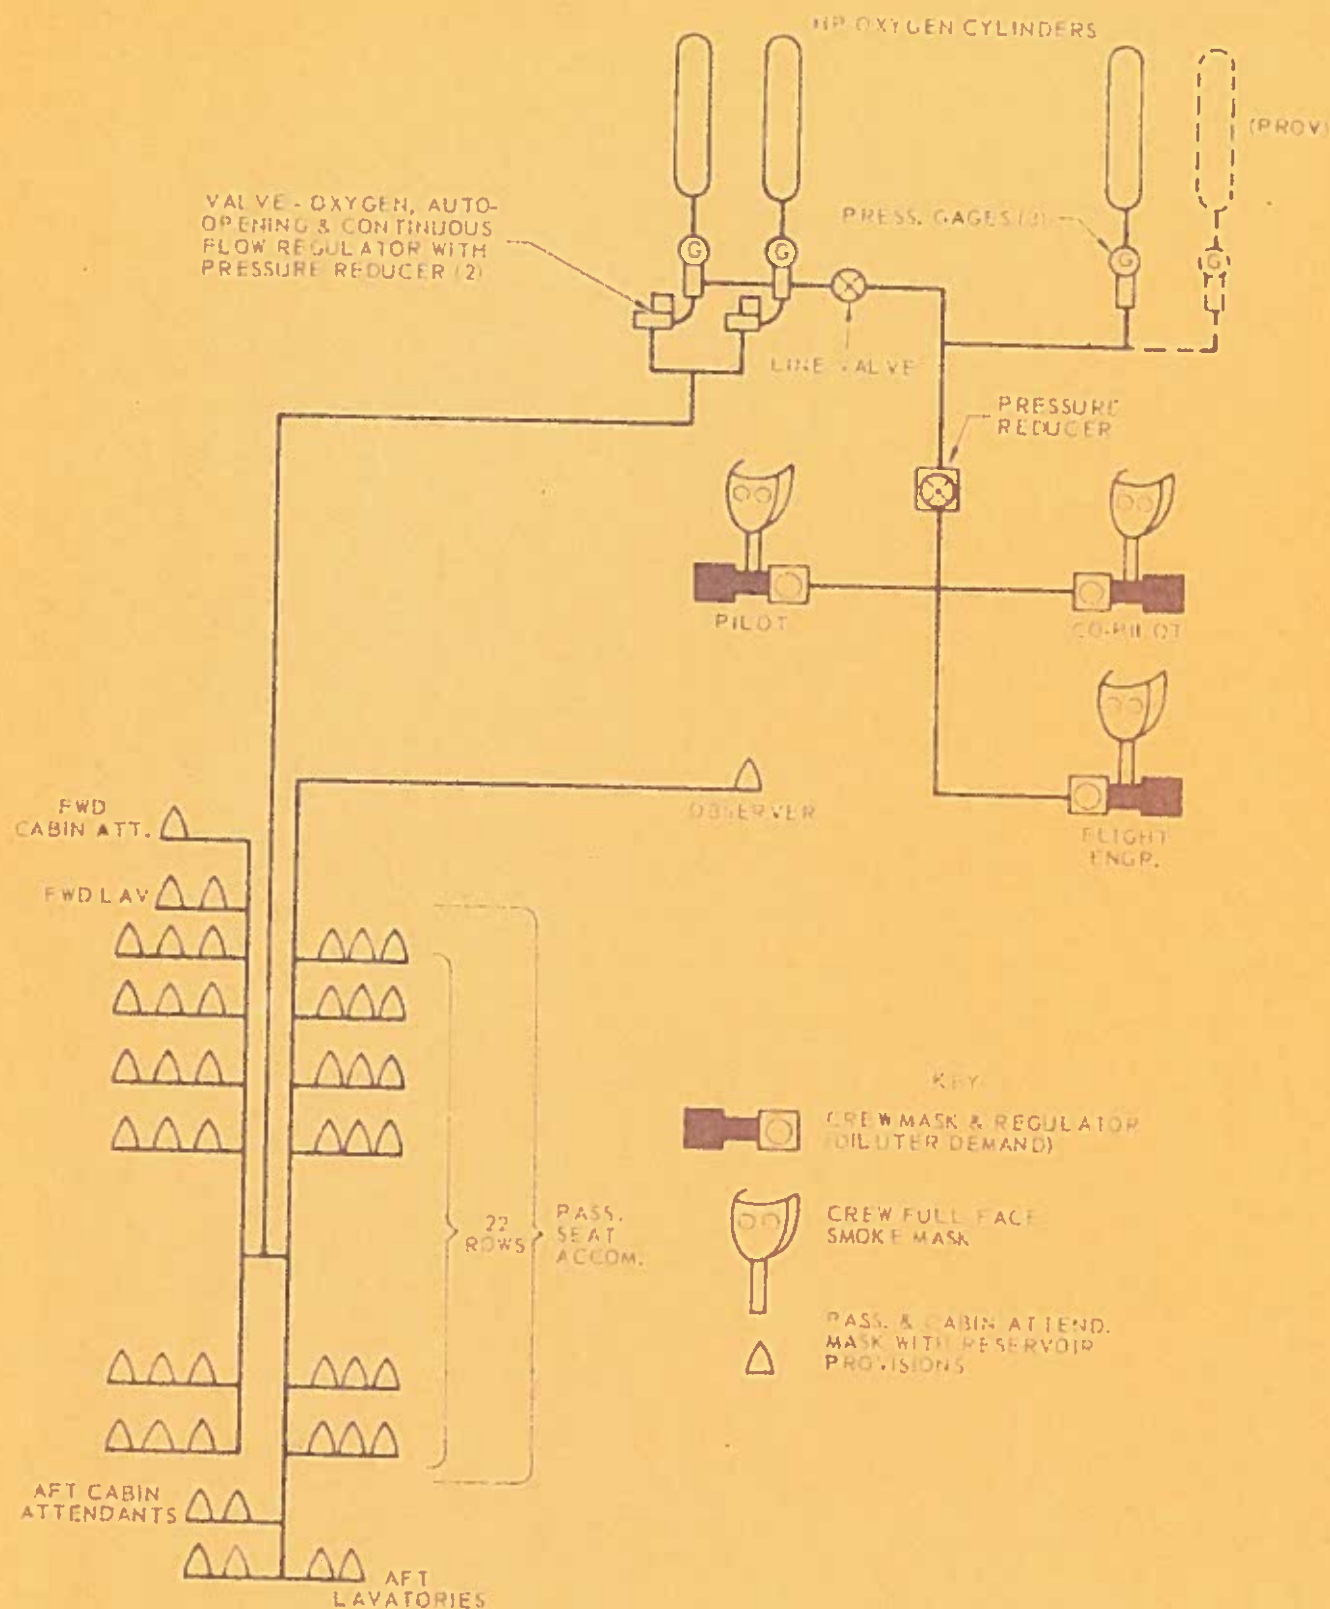 HP OXYGEN CYLINDERS
(PROV)
VALVE - OXYGEN, AUTO-
OPENING & CONTINUOUS
FLOW REGULATOR WITH
PRESSURE REDUCER (2)
PRESS. GAGES (3)
G
G
G
G
LINE VALVE
PRESSURE
REDUCER
PILOT
CO-PILOT
OBSERVER
FLIGHT
ENGR.
FWD
CABIN ATT.
FWD LAV
22
ROWS
PASS.
SEAT
ACCOM.
KEY
CREW MASK & REGULATOR
(DILUTER DEMAND)
CREW FULL FACE
SMOKE MASK
PASS. & CABIN ATTEND.
MASK WITH RESERVOIR
PROVISIONS
AFT CABIN
ATTENDANTS
AFT
LAVATORIES